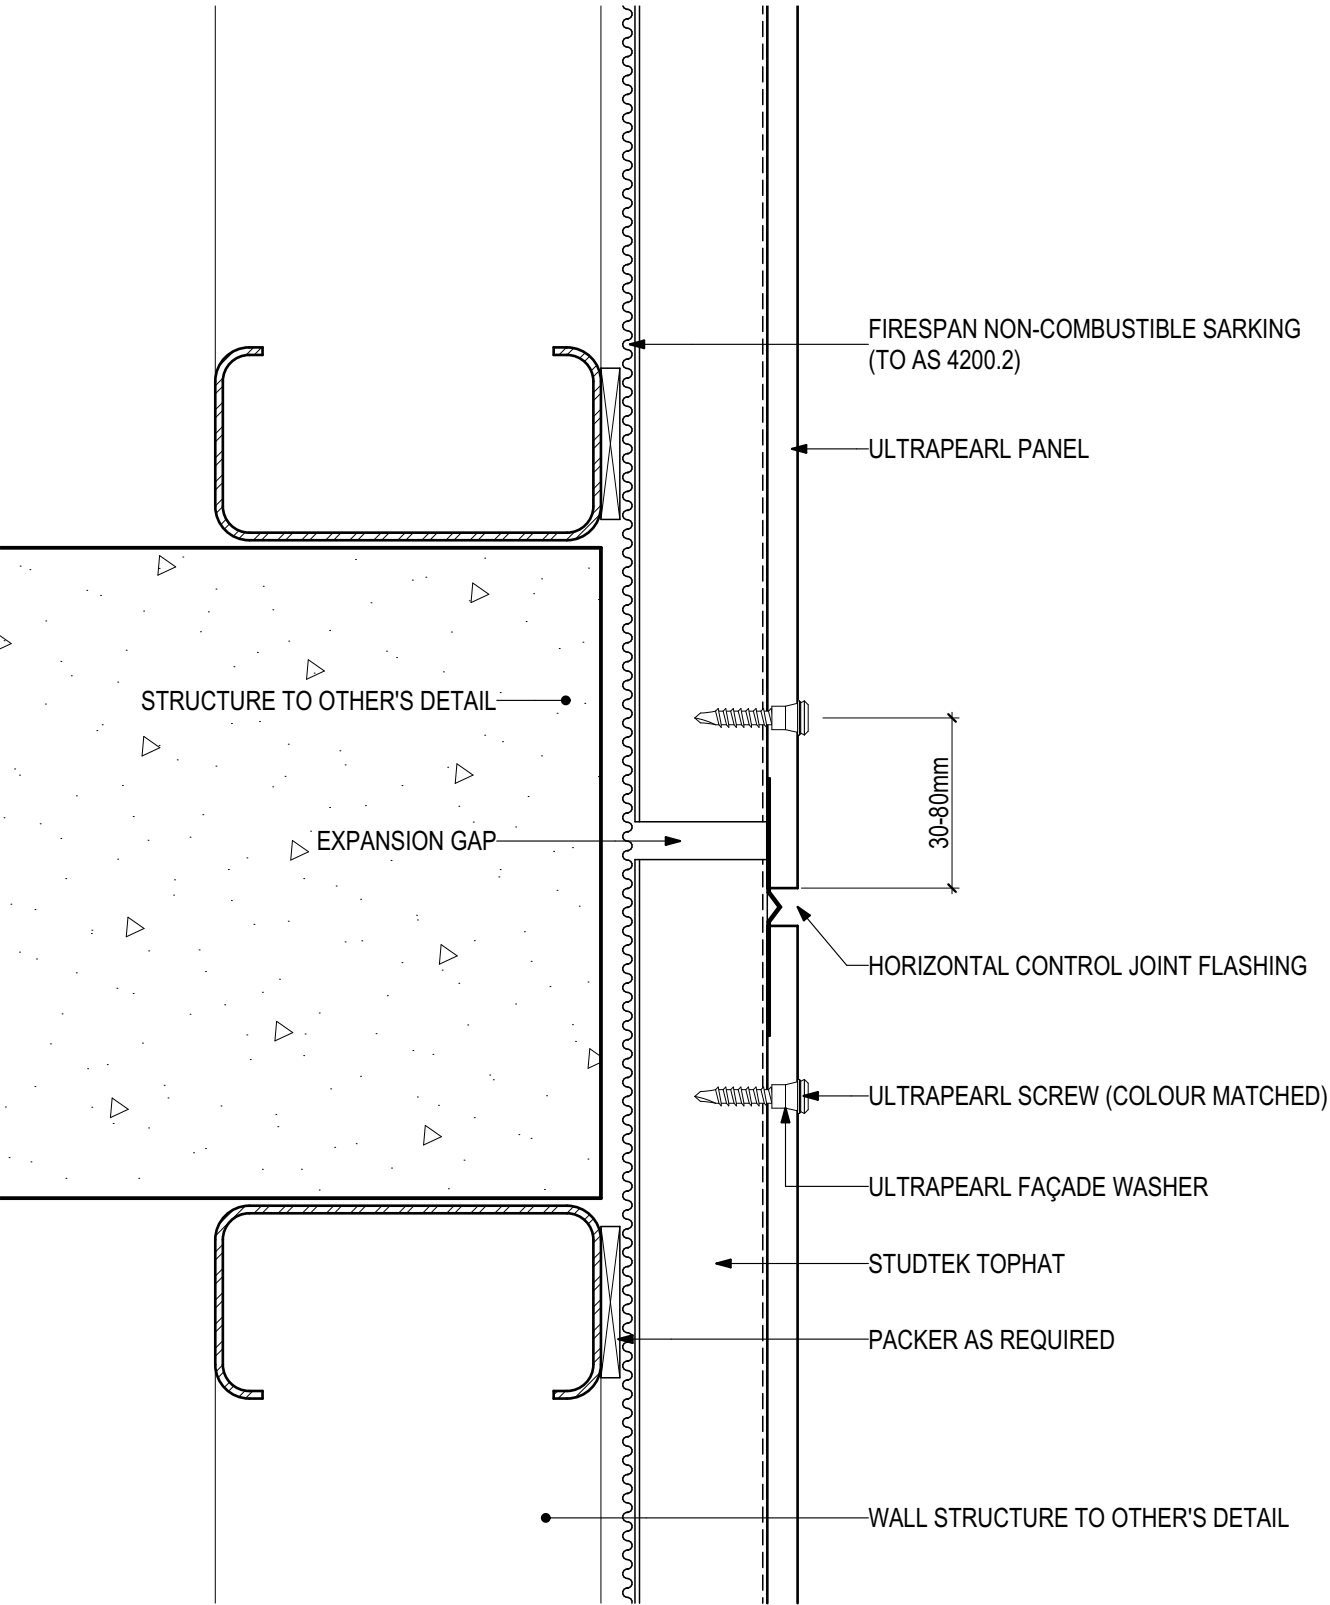 FIRESPAN NON-COMBUSTIBLE SARKING
(TO AS 4200.2)
ULTRAPEARL PANEL
STRUCTURE TO OTHER'S DETAIL
30-80mm
EXPANSION GAP
HORIZONTAL CONTROL JOINT FLASHING
ULTRAPEARL SCREW (COLOUR MATCHED)
ULTRAPEARL FAÇADE WASHER
STUDTEK TOPHAT
PACKER AS REQUIRED
WALL STRUCTURE TO OTHER'S DETAIL